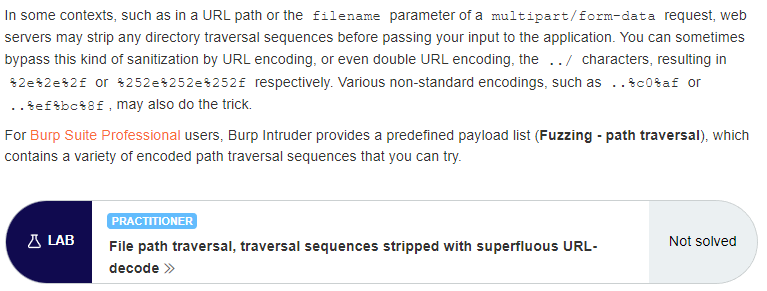 In some contexts, such as in a URL path or the filename parameter of a multipart/form-data request, web
servers may strip any directory traversal sequences before passing your input to the application. You can sometimes
bypass this kind of sanitization by URL encoding, or even double URL encoding, the ../ characters, resulting in
%2e%2e%2f or %252e%252e%252f respectively. Various non-standard encodings, such as ..%c0%af or
..%ef%bc%8f, may also do the trick.
For Burp Suite Professional users, Burp Intruder provides a predefined payload list (Fuzzing - path traversal), which
contains a variety of encoded path traversal sequences that you can try.
PRACTITIONER
LAB
File path traversal, traversal sequences stripped with superfluous URL-
decode
Not solved